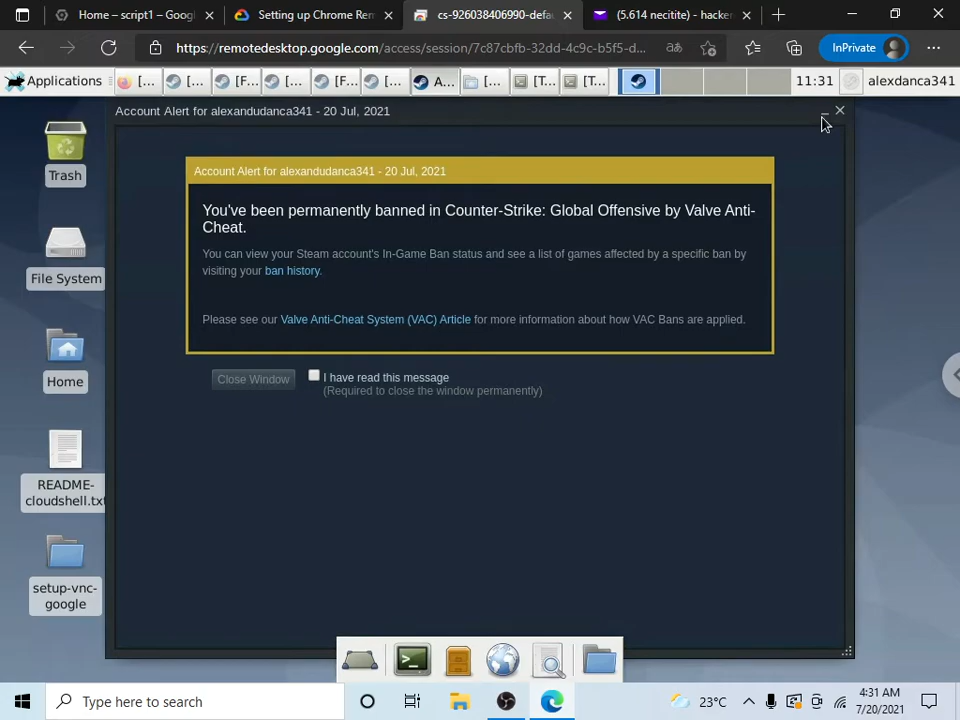 Home – script1 – Googl
Setting up Chrome Rem
cs-926038406990-defau
(5.614 necitite) - hacker
https://remotedesktop.google.com/access/session/7c87cbfb-32dd-4c9c-b5f5-d...
InPrivate
Applications
[...
[...
[F...
[...
[F...
[...
A...
[...
[T...
[T...
11:31
alexdanca341
Account Alert for alexandudanca341 - 20 Jul, 2021
Trash
File System
Home
README-
cloudshell.txt
setup-vnc-
google
Account Alert for alexandudanca341 - 20 Jul, 2021
You've been permanently banned in Counter-Strike: Global Offensive by Valve Anti-
Cheat.
You can view your Steam account's In-Game Ban status and see a list of games affected by a specific ban by
visiting your ban history.
Please see our Valve Anti-Cheat System (VAC) Article for more information about how VAC Bans are applied.
Close Window
I have read this message
(Required to close the window permanently)
Type here to search
23°C
4:31 AM
7/20/2021